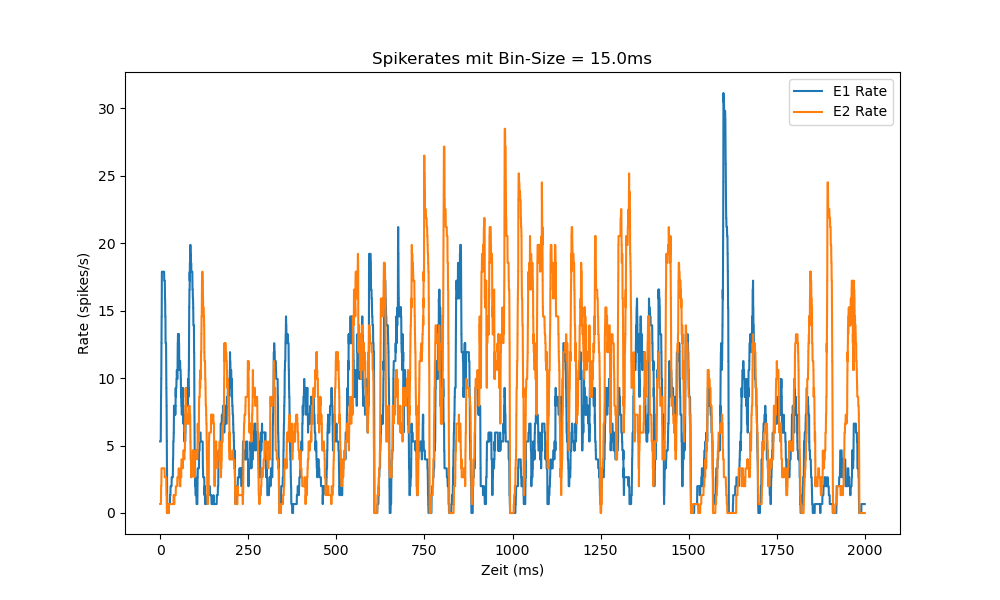 Spikerates mit Bin-Size = 15.0ms
E1 Rate
E2 Rate
Rate (spikes/s)
30
25
20
15
10
5
0
0 250 500 750 1000 1250 1500 1750 2000
Zeit (ms)